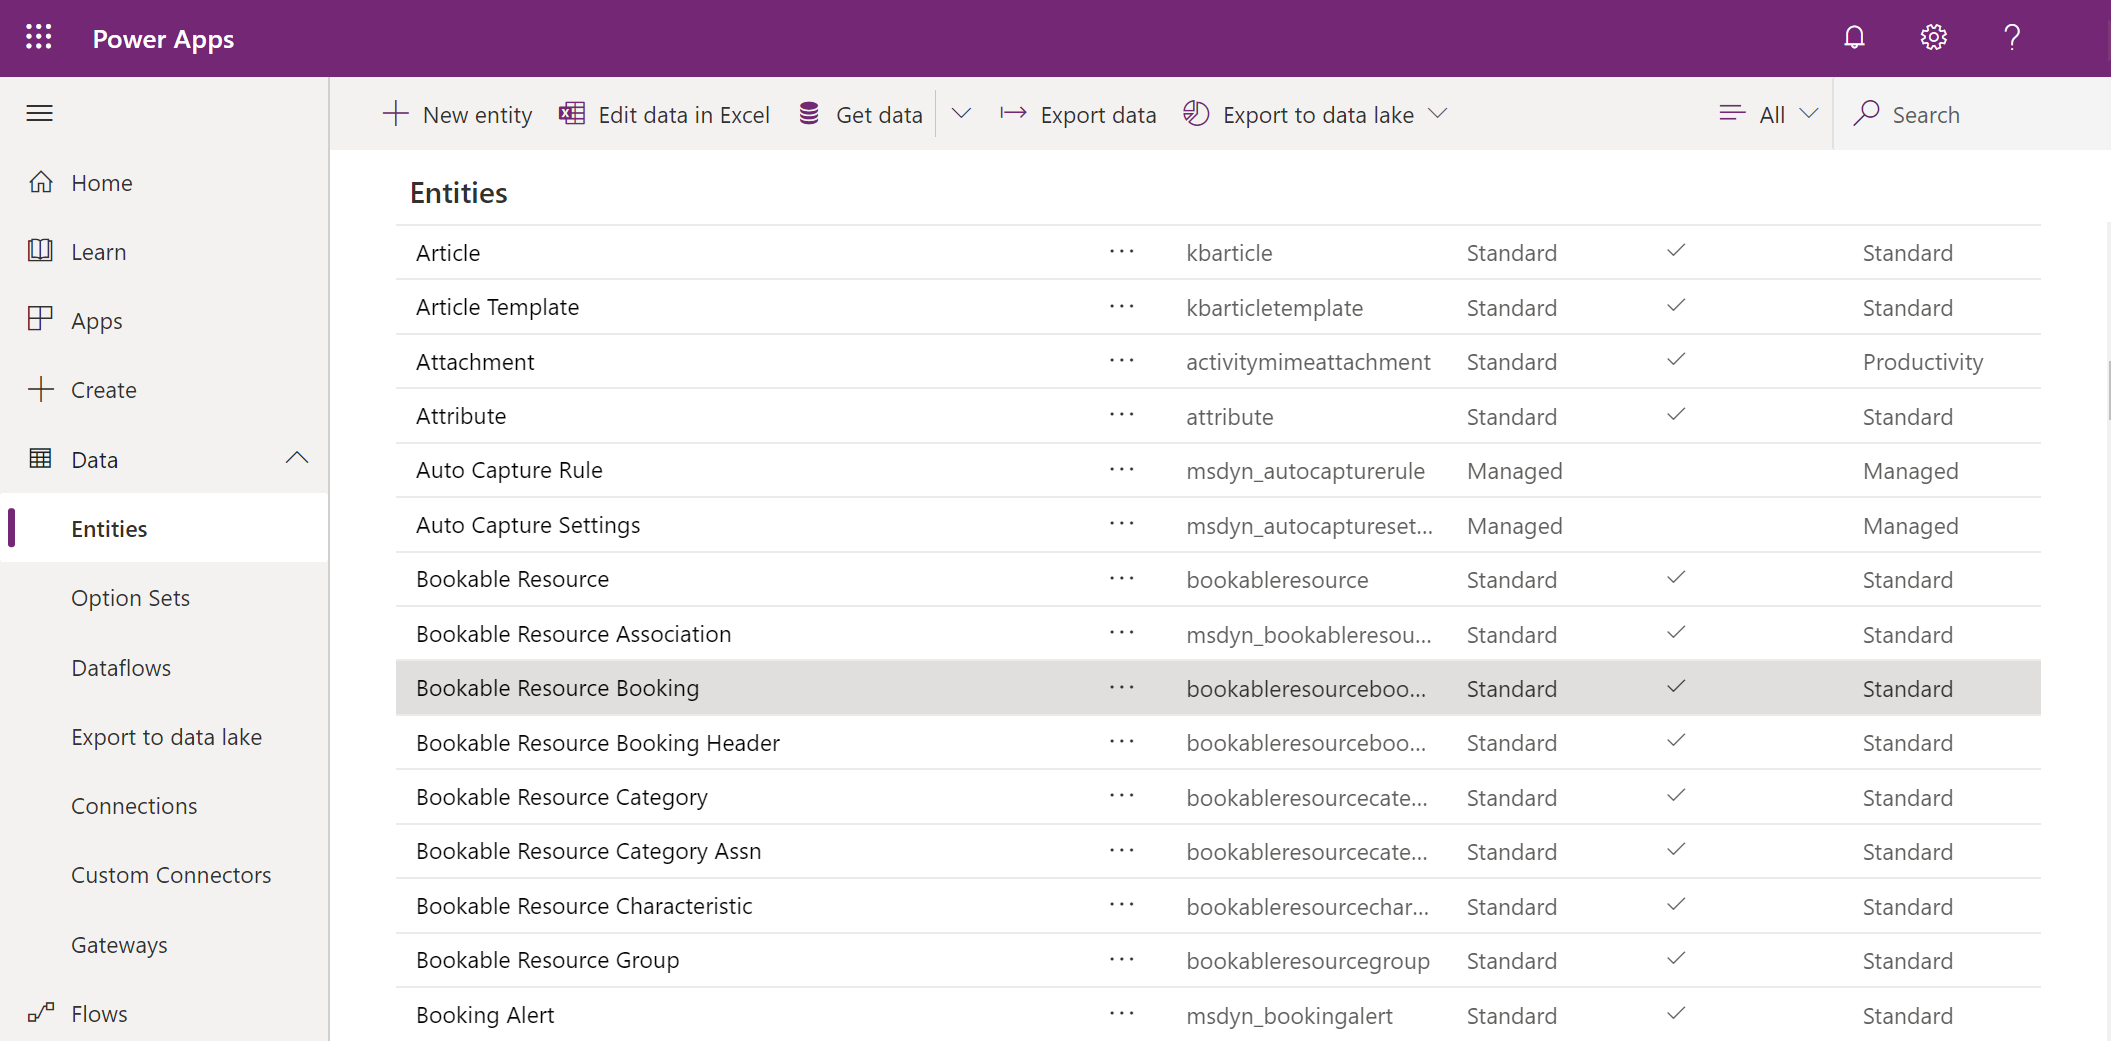 Power Apps
New entity Edit data in Excel Get data Export data Export to data lake All Search
Home
Learn
Apps
Create
Data
Entities
Option Sets
Dataflows
Export to data lake
Connections
Custom Connectors
Gateways
Flows
Entities
Article ··· kbarticle Standard Standard
Article Template ··· kbarticletemplate Standard Standard
Attachment ··· activitymimeattachment Standard Productivity
Attribute ··· attribute Standard Standard
Auto Capture Rule ··· msdyn_autocapturerule Managed Managed
Auto Capture Settings ··· msdyn_autocaptureset... Managed Managed
Bookable Resource ··· bookableresource Standard Standard
Bookable Resource Association ··· msdyn_bookableresou... Standard Standard
Bookable Resource Booking ··· bookableresourceboo... Standard Standard
Bookable Resource Booking Header ··· bookableresourceboo... Standard Standard
Bookable Resource Category ··· bookableresourcecate... Standard Standard
Bookable Resource Category Assn ··· bookableresourcecate... Standard Standard
Bookable Resource Characteristic ··· bookableresourcechar... Standard Standard
Bookable Resource Group ··· bookableresourcegroup Standard Standard
Booking Alert ··· msdyn_bookingalert Standard Standard